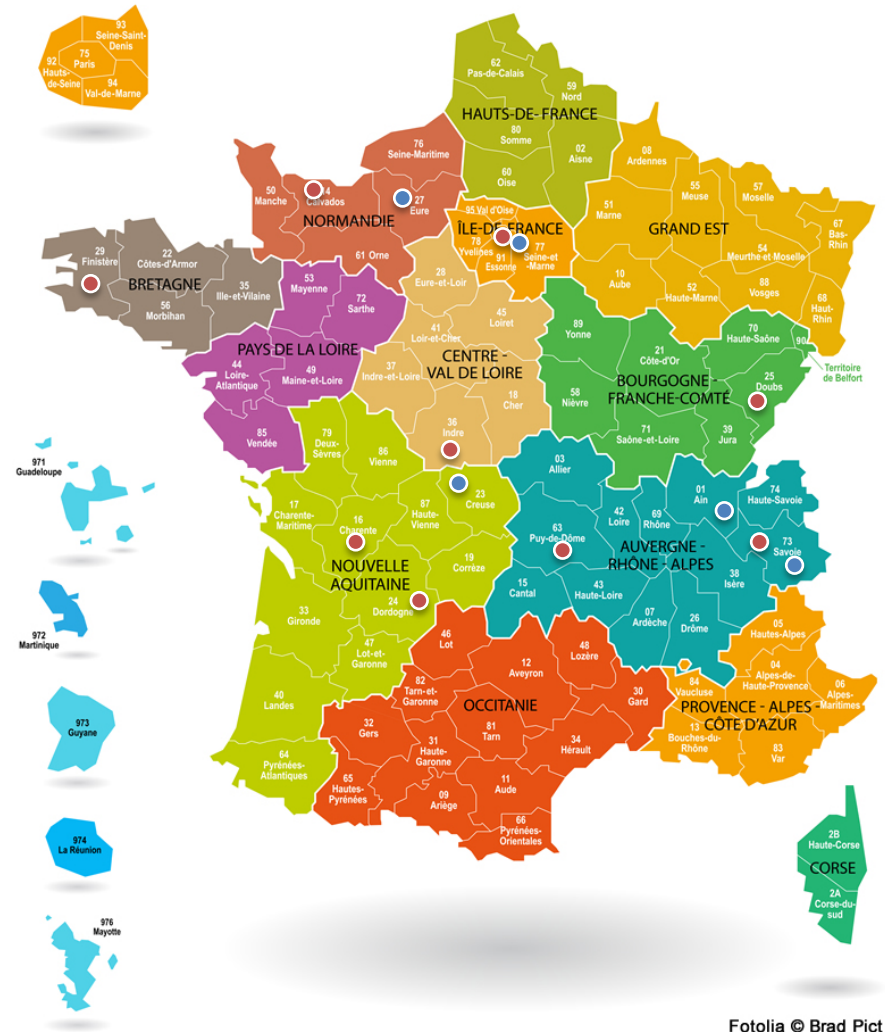 93
Seine-Saint-
Denis
75
Paris
92
Hauts-
de-Seine
94
Val-de-Marne
62
Pas-de-Calais
59
Nord
HAUTS-DE-FRANCE
80
Somme
02
Aisne
60
Oise
76
Seine-Maritime
50
Manche
14
Calvados
27
Eure
NORMANDIE
61 Orne
95 Val d'Oise
ÎLE-DE-FRANCE
78
Yvelines
91
Essonne
77
Seine-et
-Marne
08
Ardennes
55
Meuse
57
Moselle
51
Marne
GRAND EST
67
Bas-
Rhin
54
Meurthe et Moselle
10
Aube
52
Haute-Marne
88
Vosges
68
Haut-
Rhin
29
Finistère
22
Côtes-d'Armor
BRETAGNE
35
Ille-et-Vilaine
56
Morbihan
53
Mayenne
72
Sarthe
PAYS DE LA LOIRE
44
Loire-
Atlantique
49
Maine-et-Loire
85
Vendée
28
Eure-et-Loir
45
Loiret
41
Loir-et-Cher
CENTRE -
VAL DE LOIRE
37
Indre-et-Loire
18
Cher
36
Indre
89
Yonne
21
Côte-d'Or
70
Haute-Saône
90
Territoire
de Belfort
25
Doubs
BOURGOGNE -
FRANCHE-COMTÉ
58
Nièvre
71
Saône-et-Loire
39
Jura
79
Deux-
Sèvres
86
Vienne
17
Charente-
Maritime
16
Charente
87
Haute-
Vienne
23
Creuse
NOUVELLE
AQUITAINE
19
Corrèze
24
Dordogne
33
Gironde
47
Lot-et-
Garonne
40
Landes
64
Pyrénées-
Atlantiques
03
Allier
01
Ain
74
Haute-Savoie
42
Loire
69
Rhône
63
Puy-de-Dôme
AUVERGNE -
RHÔNE - ALPES
73
Savoie
38
Isère
15
Cantal
43
Haute-Loire
07
Ardèche
26
Drôme
46
Lot
48
Lozère
12
Aveyron
82
Tarn-et-
Garonne
30
Gard
OCCITANIE
32
Gers
81
Tarn
31
Haute-
Garonne
34
Hérault
65
Hautes-
Pyrénées
09
Ariège
11
Aude
66
Pyrénées-
Orientales
05
Hautes-Alpes
04
Alpes-de-
Haute-Provence
06
Alpes-
Maritimes
84
Vaucluse
PROVENCE - ALPES -
CÔTE D'AZUR
13
Bouches-du-
Rhône
83
Var
2B
Haute-Corse
CORSE
2A
Corse-du-
sud
971
Guadeloupe
972
Martinique
973
Guyane
974
La Réunion
976
Mayotte
Fotolia © Brad Pict